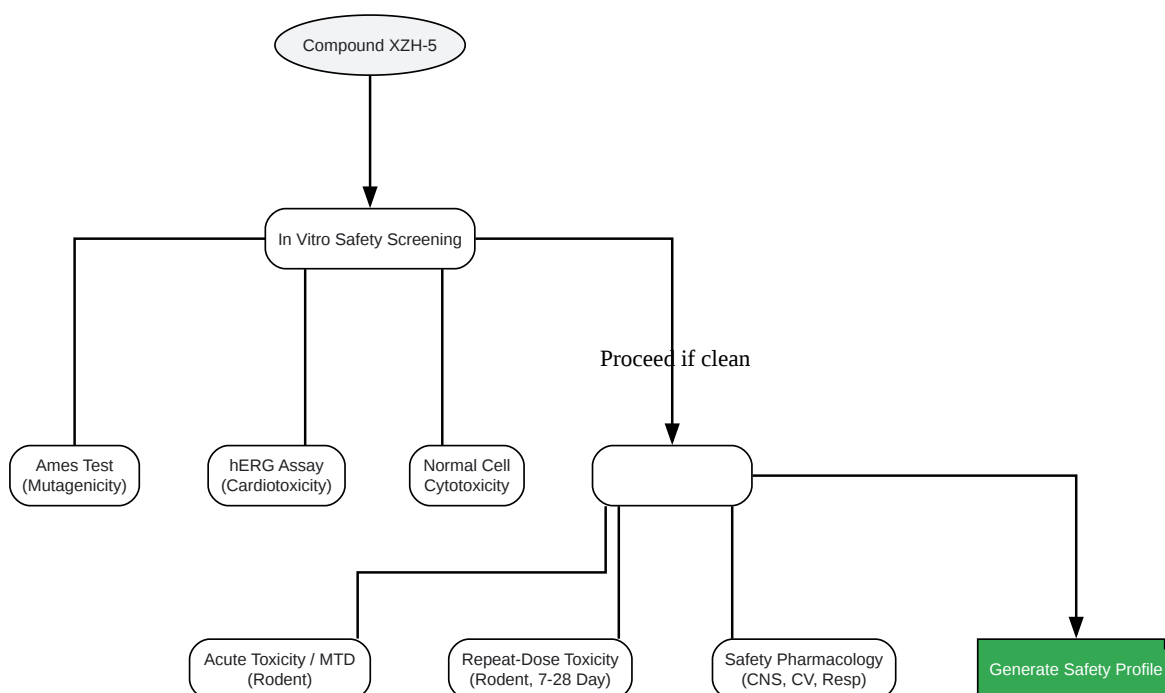 Compound XZH-5
In Vitro Safety Screening
Proceed if clean
Ames Test
(Mutagenicity)
hERG Assay
(Cardiotoxicity)
Normal Cell
Cytotoxicity
Acute Toxicity / MTD
(Rodent)
Repeat-Dose Toxicity
(Rodent, 7-28 Day)
Safety Pharmacology
(CNS, CV, Resp)
Generate Safety Profile